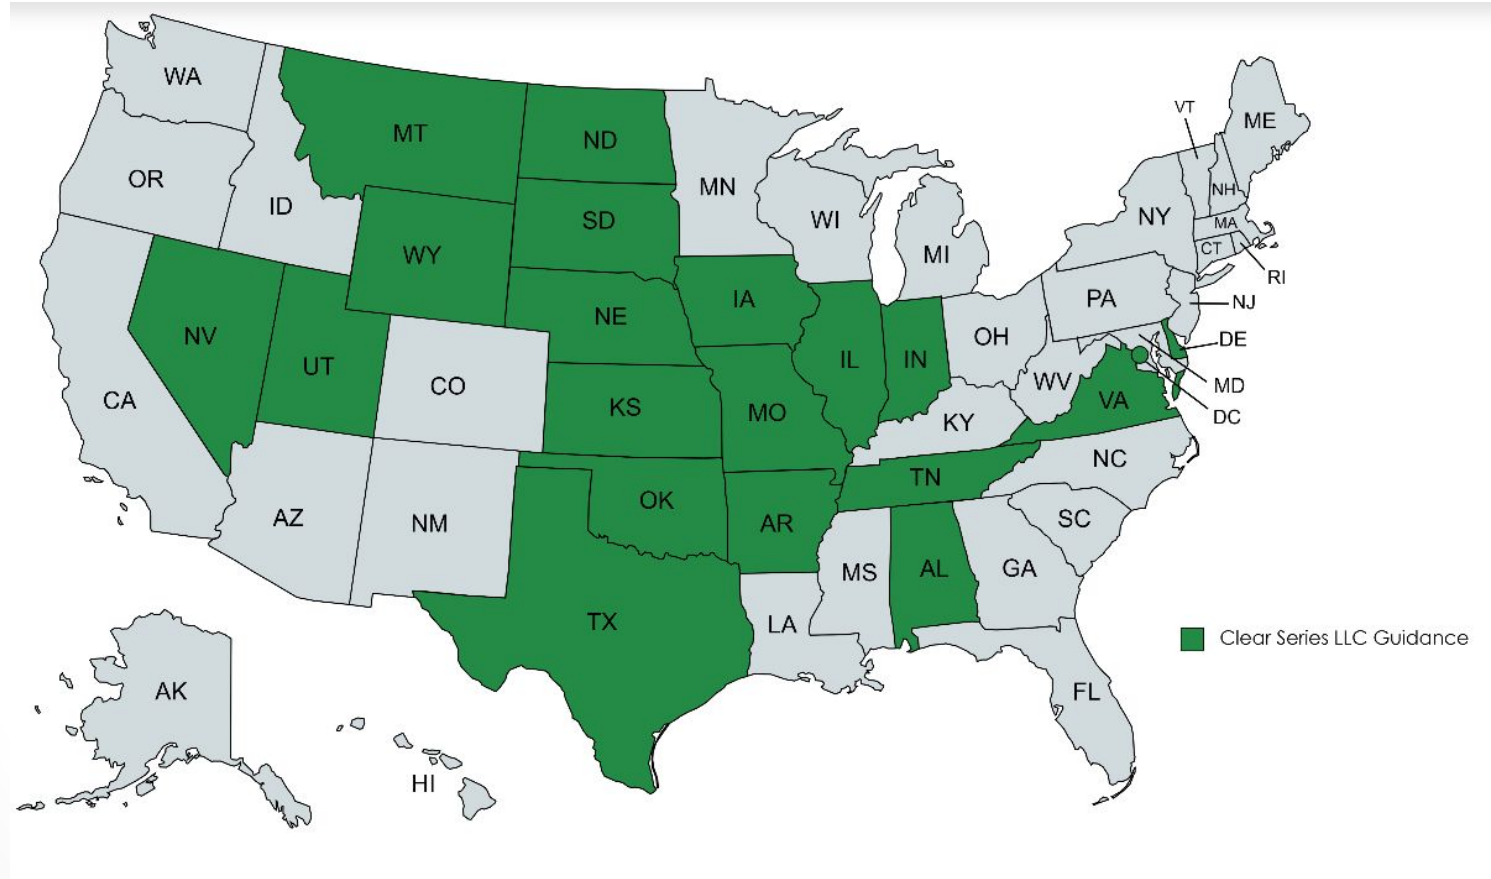 WA
MT
ND
MN
VT
ME
OR
ID
SD
WI
MI
NY
NH
MA
CT
RI
WY
NV
UT
CO
NE
IA
IL
IN
OH
PA
NJ
DE
MD
DC
CA
KS
MO
KY
WV
VA
AZ
NM
OK
AR
TN
NC
SC
TX
LA
MS
AL
GA
FL
AK
HI
Clear Series LLC Guidance